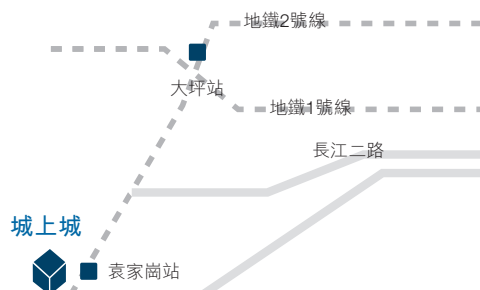 地鐵2號線
大坪站
地鐵1號線
長江二路
城上城
袁家崗站